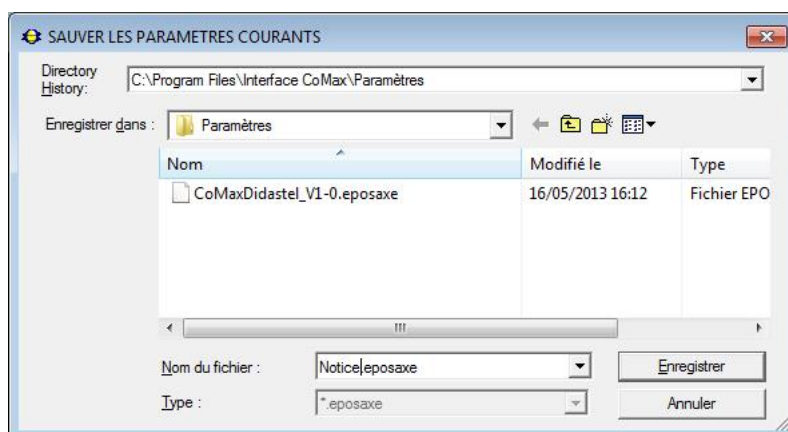 SAUVER LES PARAMETRES COURANTS
Directory History: C:\Program Files\Interface CoMax\Paramètres
Enregistrer dans : Paramètres
Nom Modifié le Type
CoMaxDidastel_V1-0.eposaxe 16/05/2013 16:12 Fichier EPO
Nom du fichier : Notice.eposaxe Enregistrer
Type : *.eposaxe Annuler